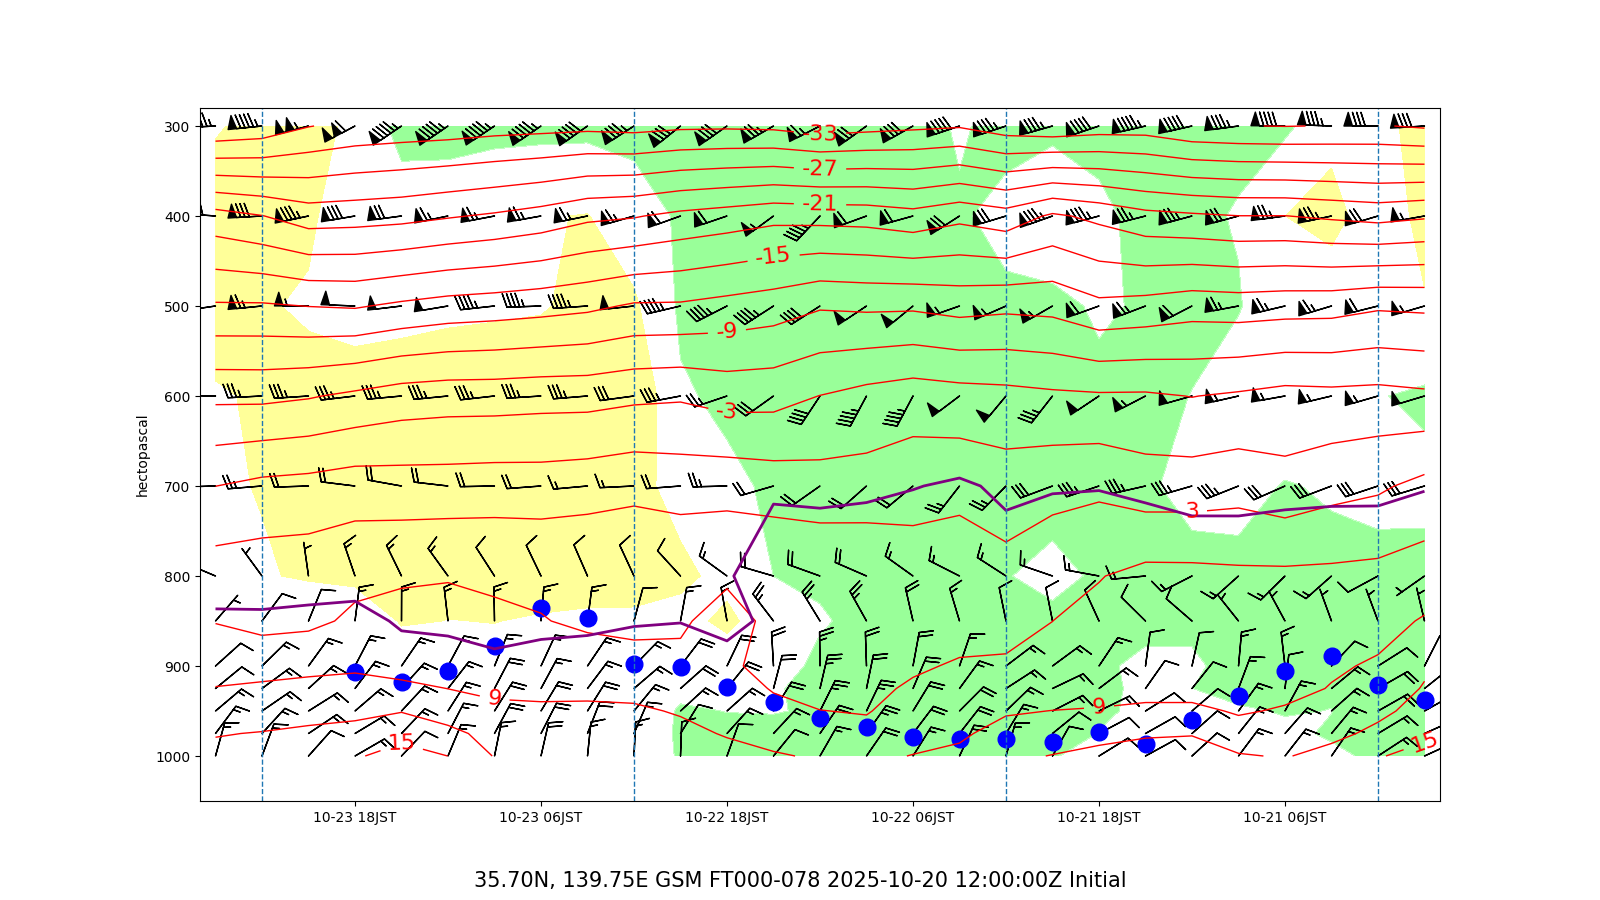 300
400
500
600
700
800
900
1000
hectopascal
-33
-27
-21
-15
-9
-3
3
9
9
15
15
10-23 18JST
10-23 06JST
10-22 18JST
10-22 06JST
10-21 18JST
10-21 06JST
35.70N, 139.75E GSM FT000-078 2025-10-20 12:00:00Z Initial